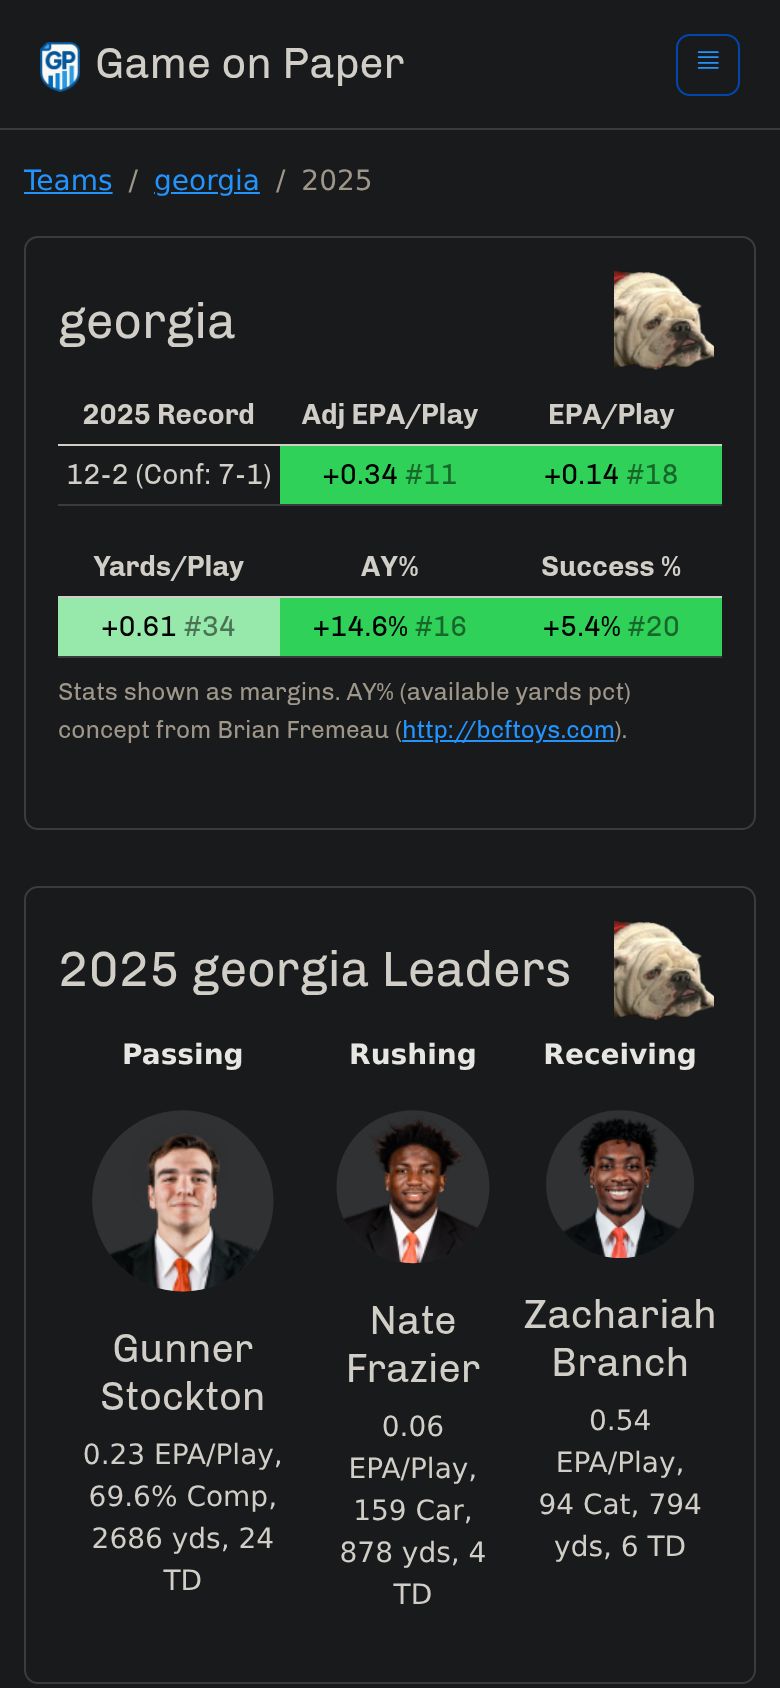 GP Game on Paper
Teams / georgia / 2025
georgia
2025 Record Adj EPA/Play EPA/Play
12-2 (Conf: 7-1) +0.34 #11 +0.14 #18
Yards/Play AY% Success %
+0.61 #34 +14.6% #16 +5.4% #20
Stats shown as margins. AY% (available yards pct)
concept from Brian Fremeau (http://bcftoys.com).
2025 georgia Leaders
Passing Rushing Receiving
Gunner
Stockton
0.23 EPA/Play,
69.6% Comp,
2686 yds, 24
TD
Nate
Frazier
0.06
EPA/Play,
159 Car,
878 yds, 4
TD
Zachariah
Branch
0.54
EPA/Play,
94 Cat, 794
yds, 6 TD